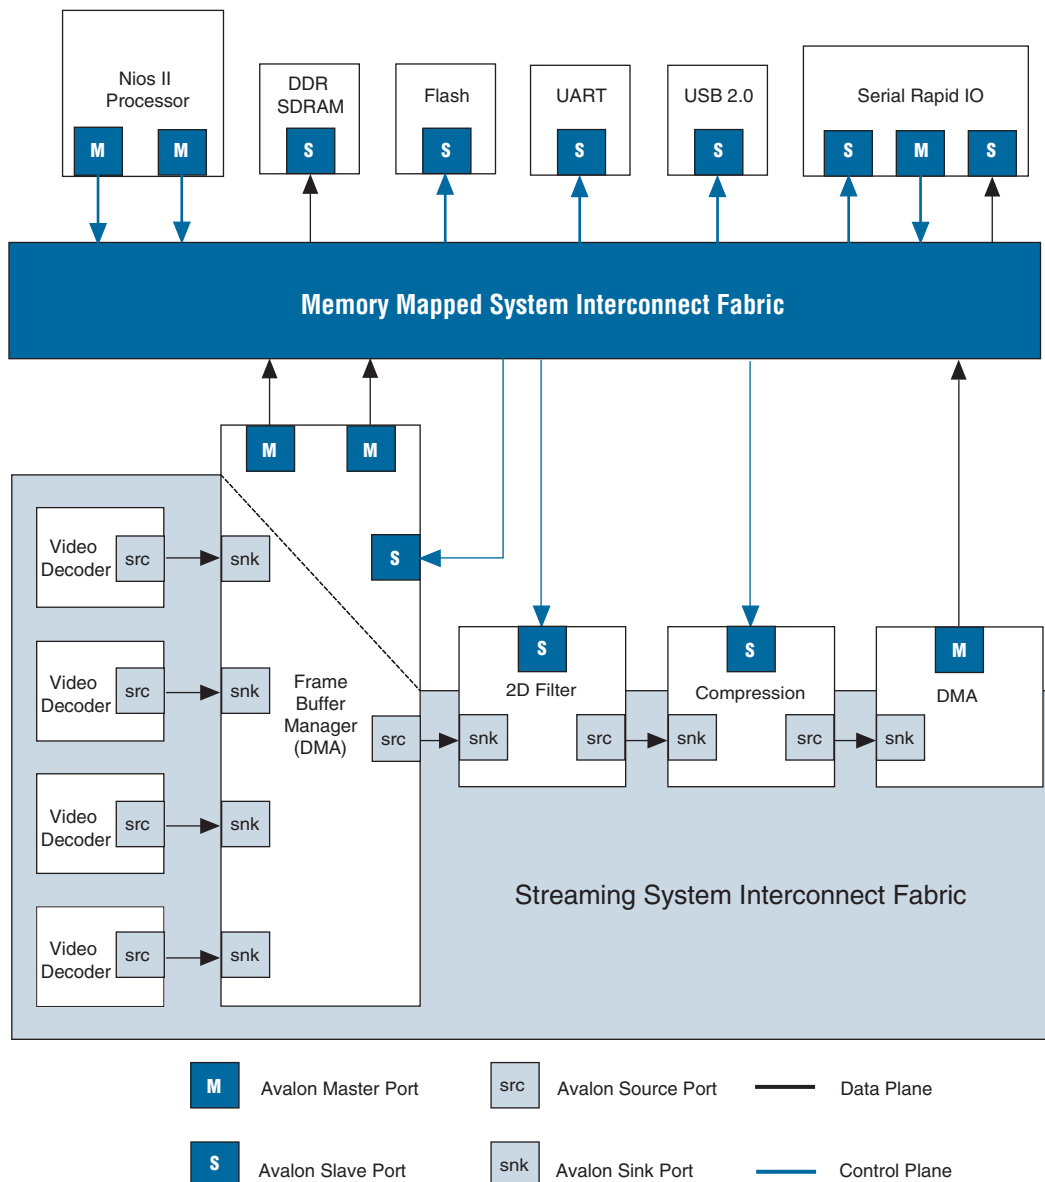 Nios II
Processor
M
M
DDR
SDRAM
S
Flash
S
UART
S
USB 2.0
S
Serial Rapid IO
S
M
S
Memory Mapped System Interconnect Fabric
M
M
S
Video
Decoder
src
snk
Video
Decoder
src
snk
Video
Decoder
src
snk
Video
Decoder
src
snk
Frame
Buffer
Manager
(DMA)
src
S
2D Filter
snk
src
S
Compression
snk
src
M
DMA
snk
Streaming System Interconnect Fabric
M
Avalon Master Port
src
Avalon Source Port
Data Plane
S
Avalon Slave Port
snk
Avalon Sink Port
Control Plane